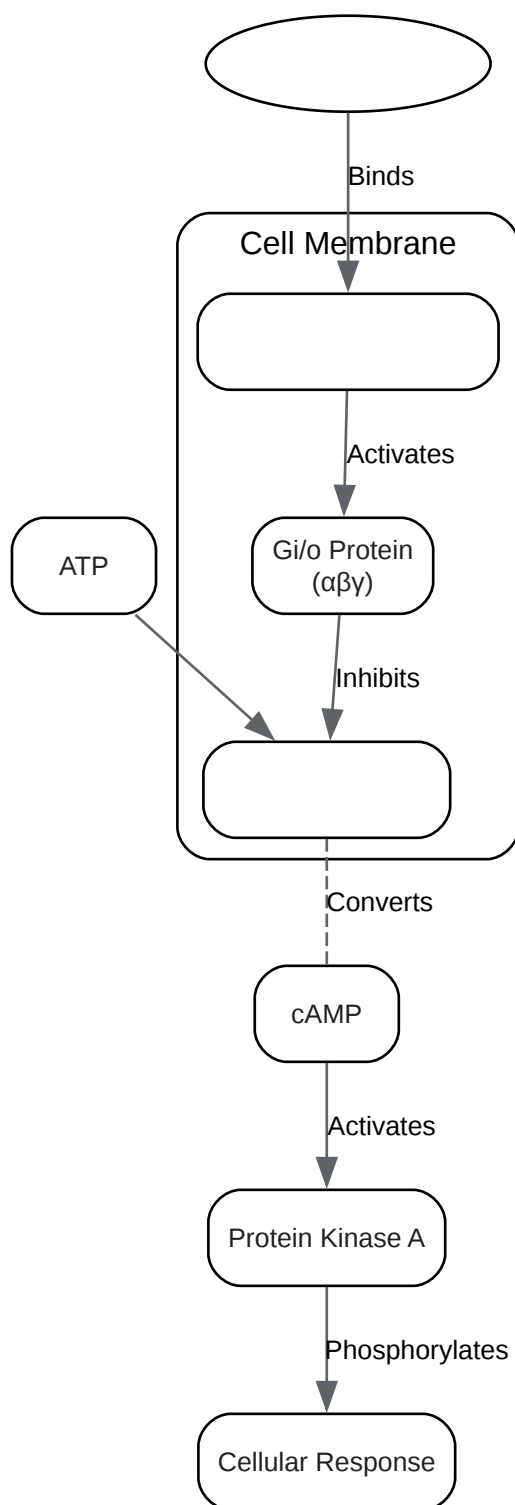 Binds
Cell Membrane
Activates
ATP
Gi/o Protein
(αβγ)
Inhibits
Converts
cAMP
Activates
Protein Kinase A
Phosphorylates
Cellular Response